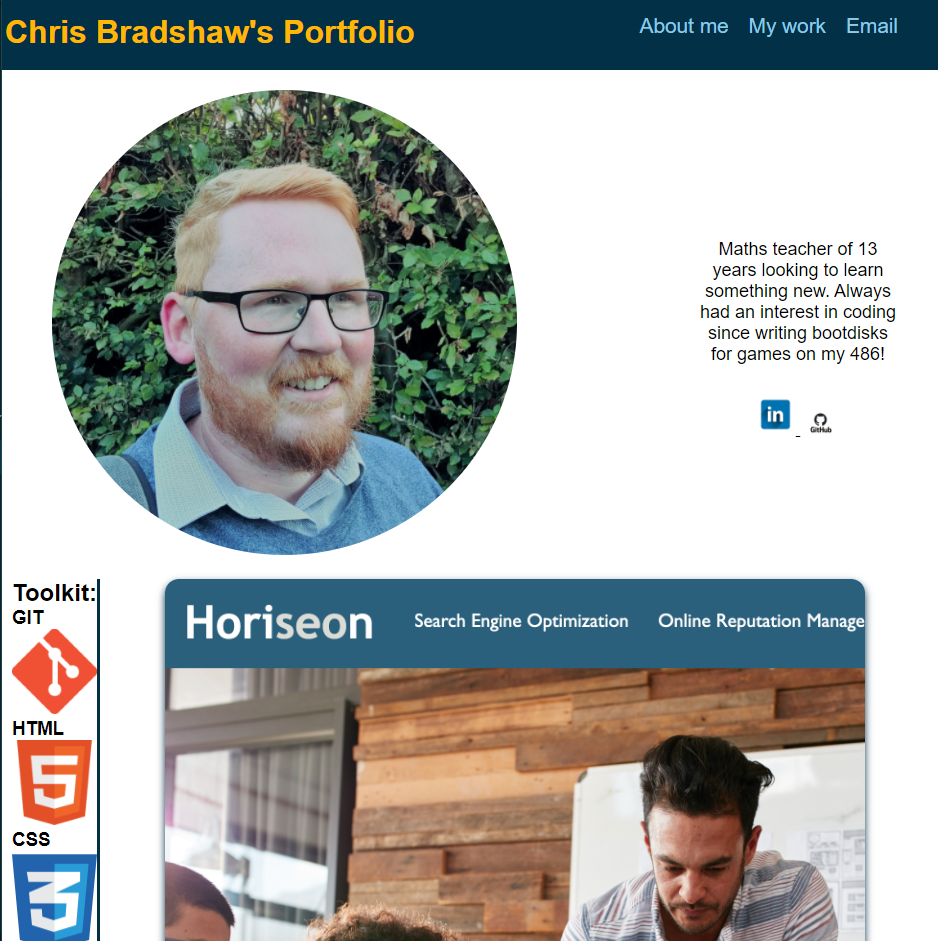 Chris Bradshaw's Portfolio
About me My work Email
Maths teacher of 13
years looking to learn
something new. Always
had an interest in coding
since writing bootdisks
for games on my 486!
in
GitHub
Toolkit:
GIT
HTML
5
CSS
3
Horiseon Search Engine Optimization Online Reputation Manage